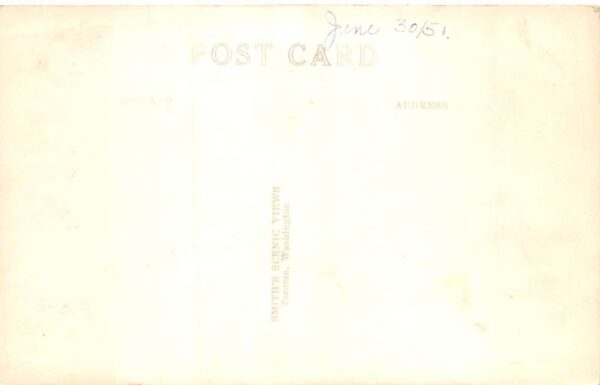 June 30/51.
POST CARD
ADDRESS
SMITH'S SCENIC VIEWS
Tacoma, Washington